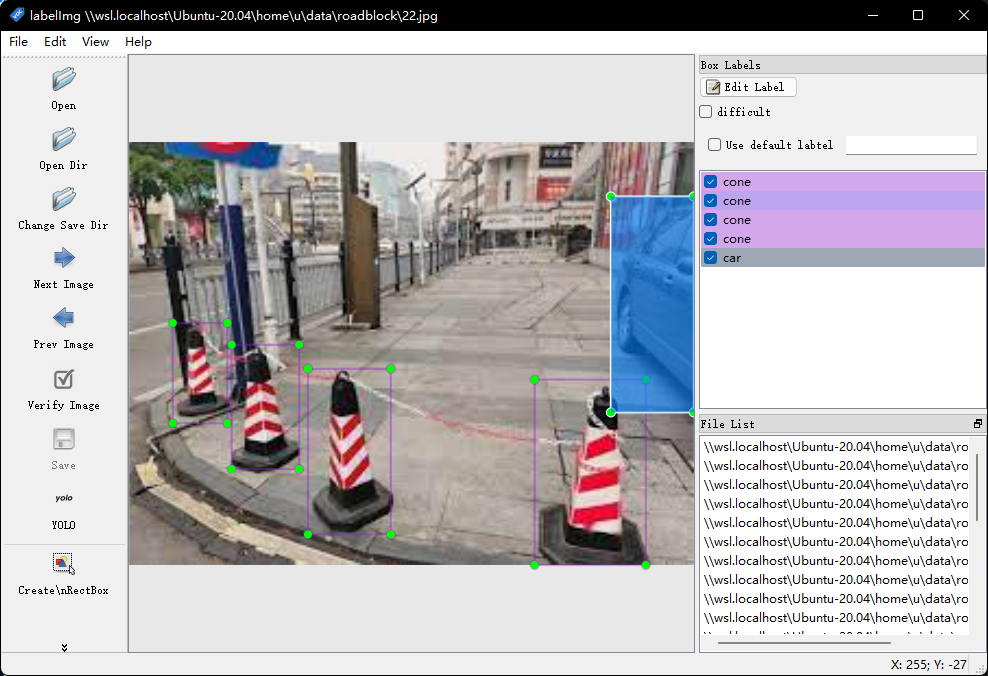 labelImg \\wsl.localhost\Ubuntu-20.04\home\u\data\roadblock\22.jpg
File Edit View Help
Open
Open Dir
Change Save Dir
Next Image
Prev Image
Verify Image
Save
yolo
YOLO
Create\nRectBox
Box Labels
Edit Label
difficult
Use default label
cone
cone
cone
cone
car
File List
\\wsl.localhost\Ubuntu-20.04\home\u\data\ro
\\wsl.localhost\Ubuntu-20.04\home\u\data\ro
\\wsl.localhost\Ubuntu-20.04\home\u\data\ro
\\wsl.localhost\Ubuntu-20.04\home\u\data\ro
\\wsl.localhost\Ubuntu-20.04\home\u\data\ro
\\wsl.localhost\Ubuntu-20.04\home\u\data\ro
\\wsl.localhost\Ubuntu-20.04\home\u\data\ro
\\wsl.localhost\Ubuntu-20.04\home\u\data\ro
\\wsl.localhost\Ubuntu-20.04\home\u\data\ro
\\wsl.localhost\Ubuntu-20.04\home\u\data\ro
X: 255; Y: -27